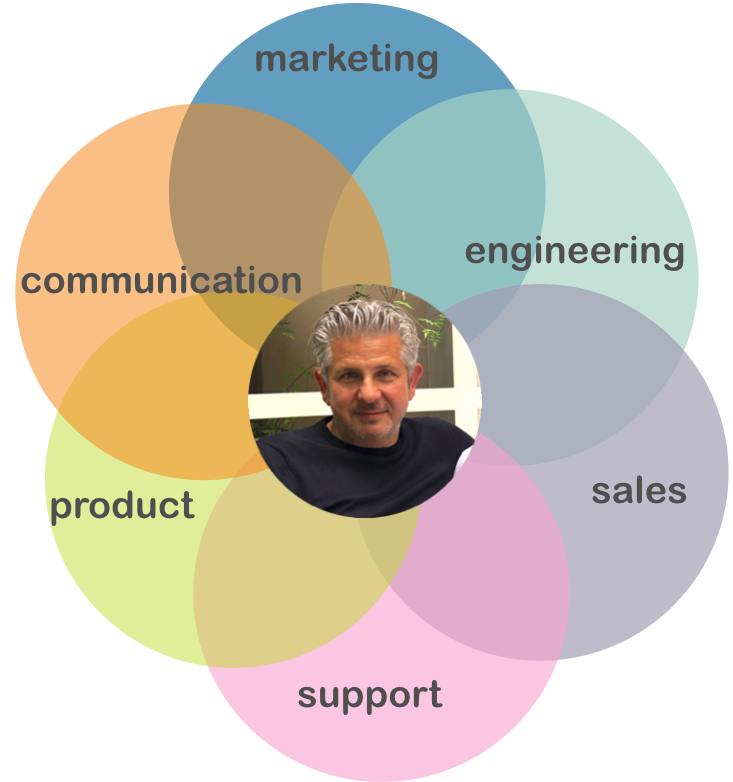 marketing
engineering
communication
sales
product
support